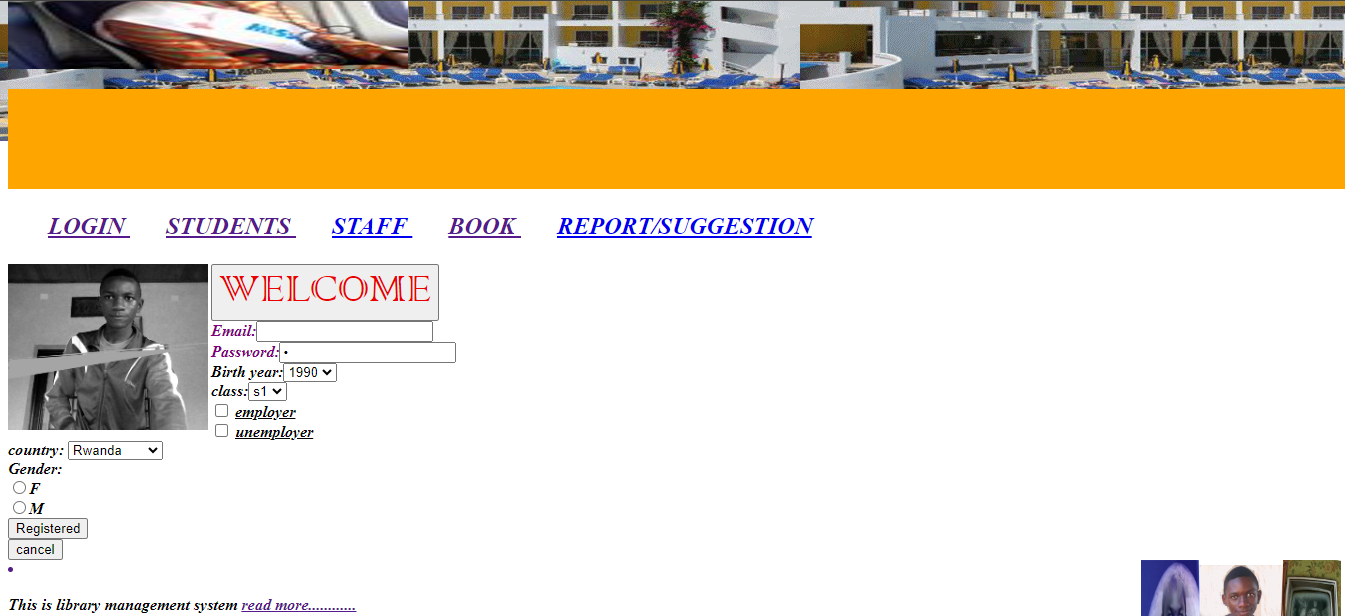 LOGIN STUDENTS STAFF BOOK REPORT/SUGGESTION
WELCOME
Email:
Password:•
Birth year: 1990
class: s1
employer
unemployer
country: Rwanda
Gender:
F
M
Registered
cancel
This is library management system read more............